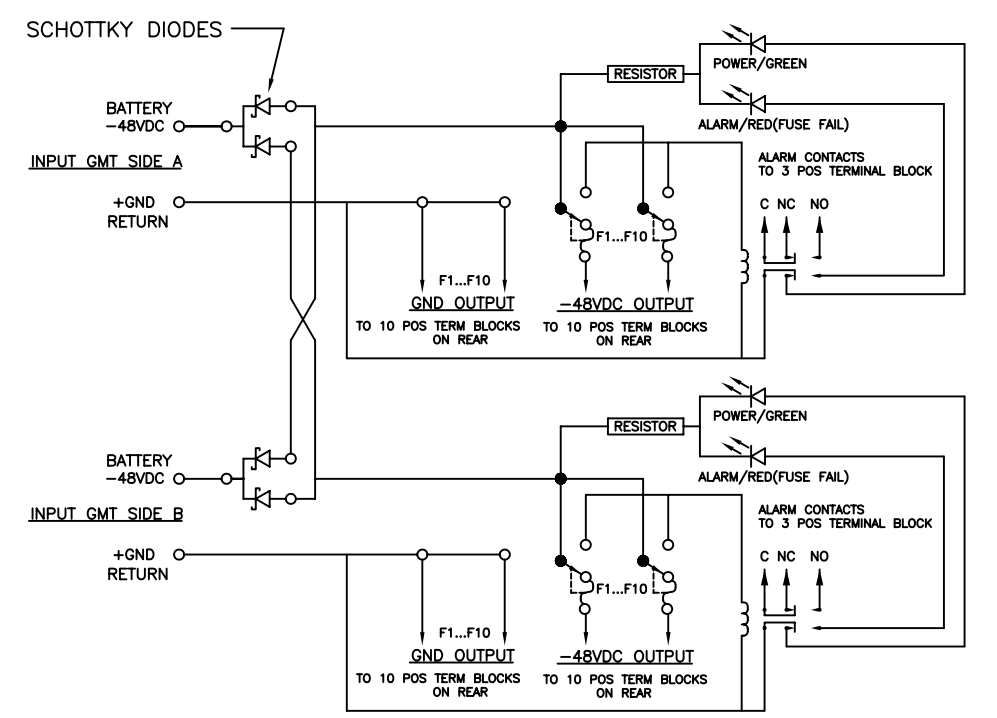 SCHOTTKY DIODES
POWER/GREEN
RESISTOR
BATTERY
-48VDC
ALARM/RED(FUSE FAIL)
INPUT GMT SIDE A
ALARM CONTACTS
TO 3 POS TERMINAL BLOCK
+GND
RETURN
C NC NO
F1...F10
F1...F10
GND OUTPUT
-48VDC OUTPUT
TO 10 POS TERM BLOCKS
ON REAR
TO 10 POS TERM BLOCKS
ON REAR
POWER/GREEN
RESISTOR
BATTERY
-48VDC
ALARM/RED(FUSE FAIL)
INPUT GMT SIDE B
ALARM CONTACTS
TO 3 POS TERMINAL BLOCK
+GND
RETURN
C NC NO
F1...F10
F1...F10
GND OUTPUT
-48VDC OUTPUT
TO 10 POS TERM BLOCKS
ON REAR
TO 10 POS TERM BLOCKS
ON REAR